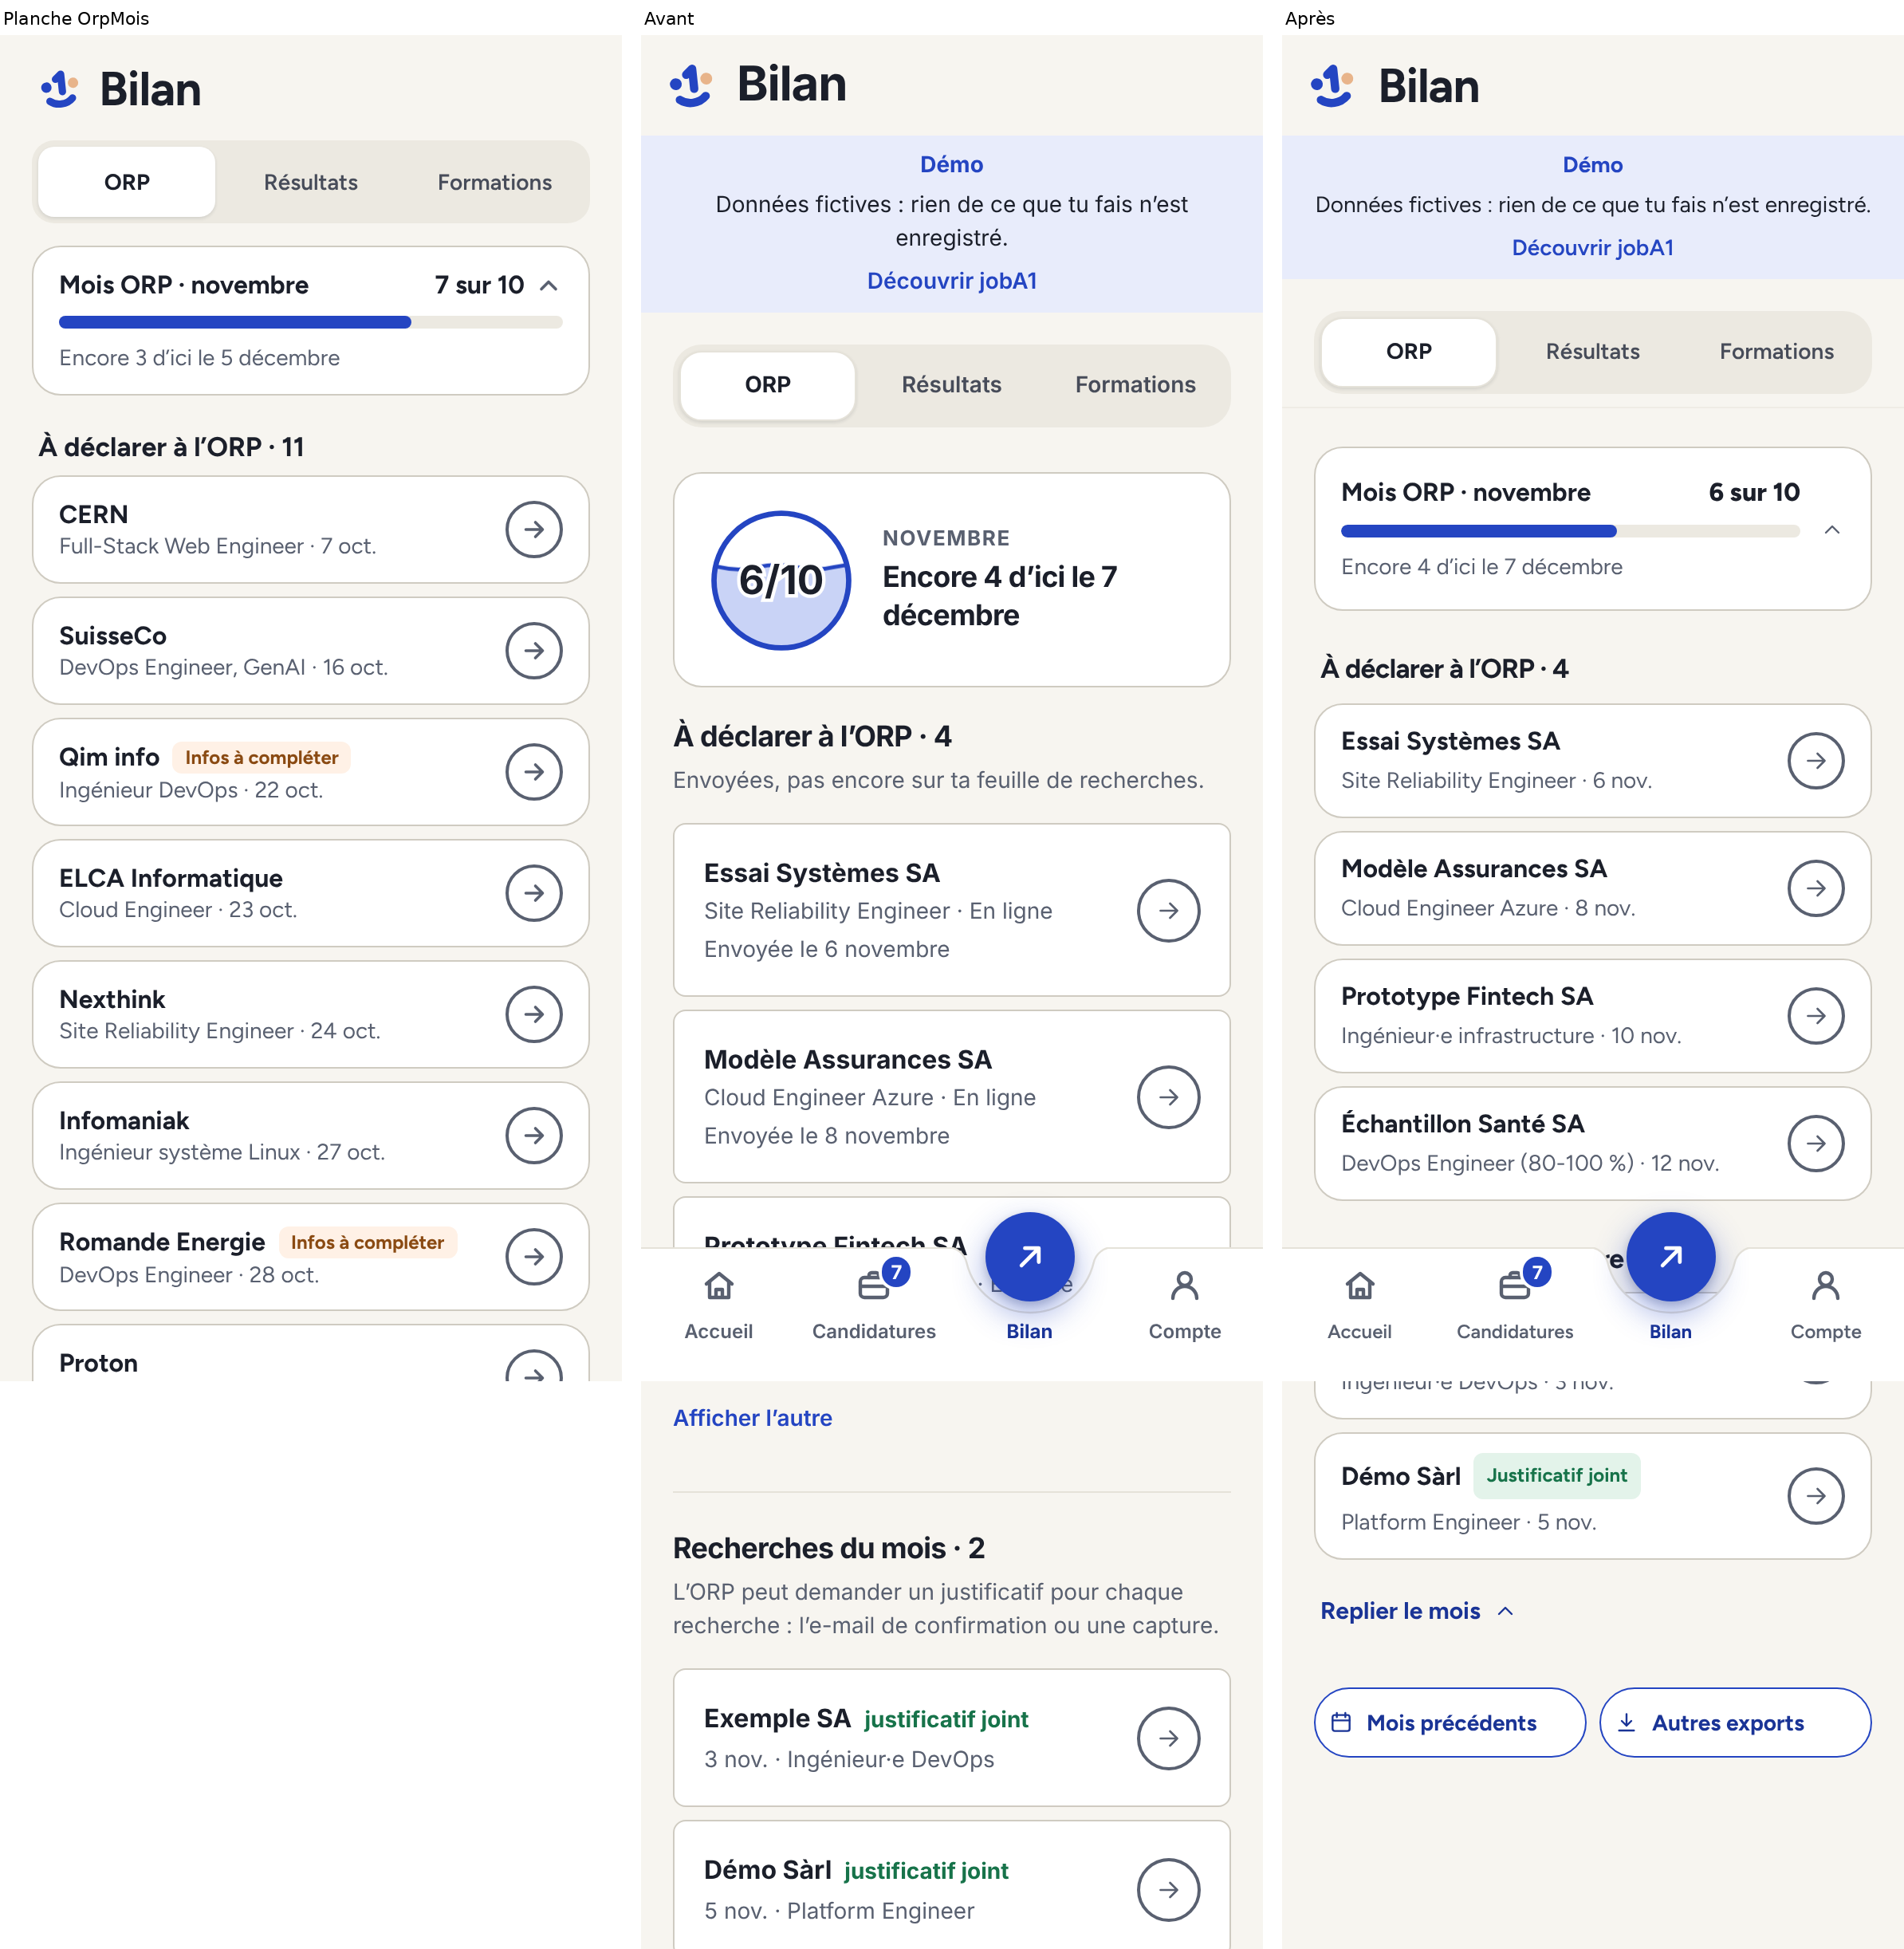 Planche OrpMois
Bilan
ORP
Résultats
Formations
Mois ORP · novembre
7 sur 10
Encore 3 d’ici le 5 décembre
À déclarer à l’ORP · 11
CERN
Full-Stack Web Engineer · 7 oct.
SuisseCo
DevOps Engineer, GenAI · 16 oct.
Qim info
Infos à compléter
Ingénieur DevOps · 22 oct.
ELCA Informatique
Cloud Engineer · 23 oct.
Nexthink
Site Reliability Engineer · 24 oct.
Infomaniak
Ingénieur système Linux · 27 oct.
Romande Energie
Infos à compléter
DevOps Engineer · 28 oct.
Proton
Avant
Bilan
Démo
Données fictives : rien de ce que tu fais n’est
enregistré.
Découvrir jobA1
ORP
Résultats
Formations
6/10
NOVEMBRE
Encore 4 d’ici le 7
décembre
À déclarer à l’ORP · 4
Envoyées, pas encore sur ta feuille de recherches.
Essai Systèmes SA
Site Reliability Engineer · En ligne
Envoyée le 6 novembre
Modèle Assurances SA
Cloud Engineer Azure · En ligne
Envoyée le 8 novembre
Prototype Fintech SA
7
Accueil
Candidatures
Bilan
Compte
Afficher l’autre
Recherches du mois · 2
L’ORP peut demander un justificatif pour chaque
recherche : l’e-mail de confirmation ou une capture.
Exemple SA
justificatif joint
3 nov. · Ingénieur·e DevOps
Démo Sàrl
justificatif joint
5 nov. · Platform Engineer
Après
Bilan
Démo
Données fictives : rien de ce que tu fais n’est enregistré.
Découvrir jobA1
ORP
Résultats
Formations
Mois ORP · novembre
6 sur 10
Encore 4 d’ici le 7 décembre
À déclarer à l’ORP · 4
Essai Systèmes SA
Site Reliability Engineer · 6 nov.
Modèle Assurances SA
Cloud Engineer Azure · 8 nov.
Prototype Fintech SA
Ingénieur·e infrastructure · 10 nov.
Échantillon Santé SA
DevOps Engineer (80-100 %) · 12 nov.
7
Accueil
Candidatures
Bilan
Compte
Ingénieur·e DevOps · 3 nov.
Démo Sàrl
Justificatif joint
Platform Engineer · 5 nov.
Replier le mois
Mois précédents
Autres exports